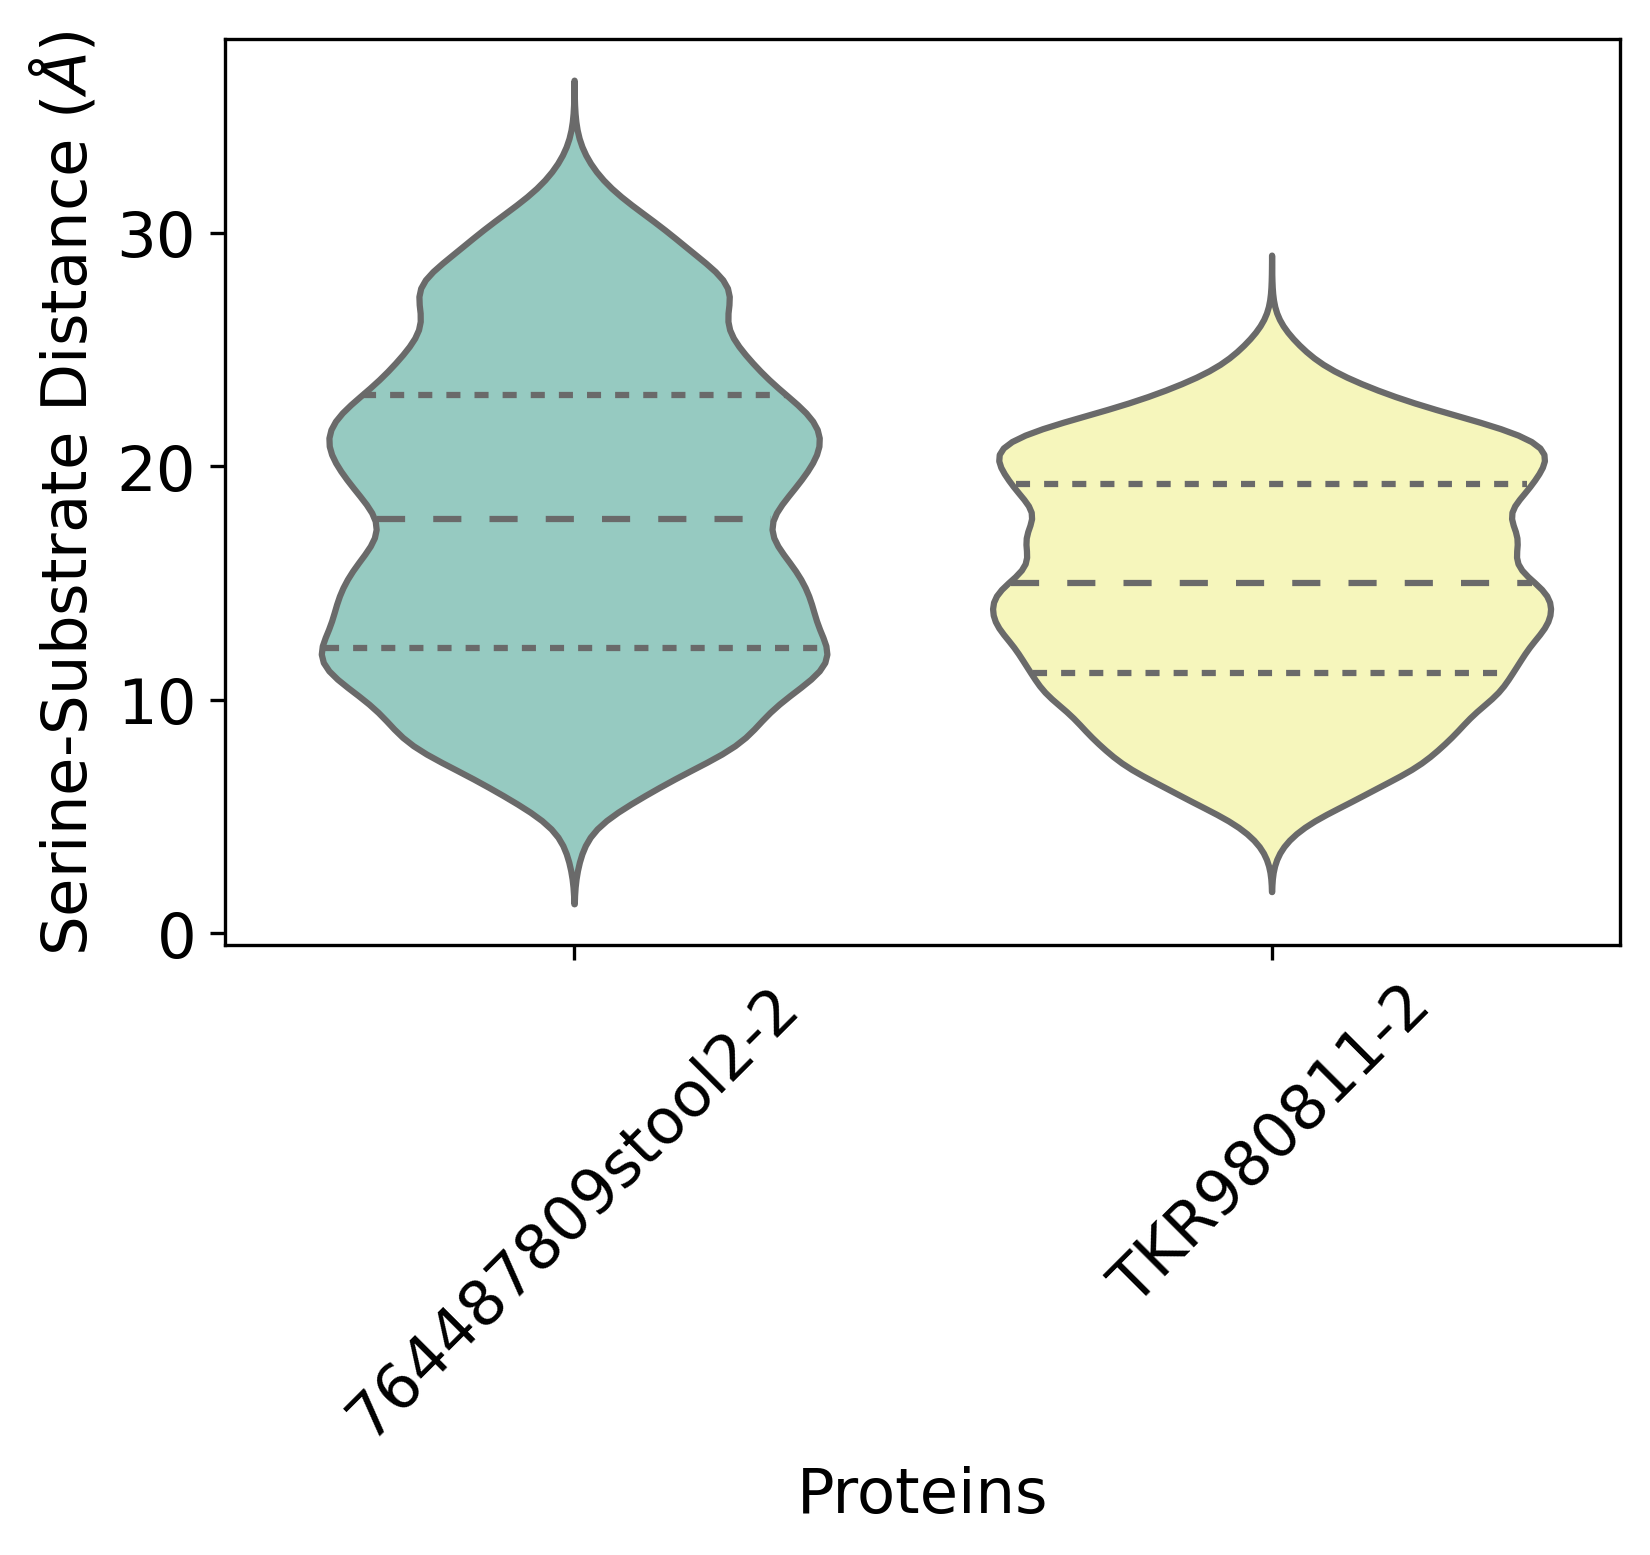 Serine-Substrate Distance (Å)
30
20
10
0
764487809stool2-2
TKR980811-2
Proteins